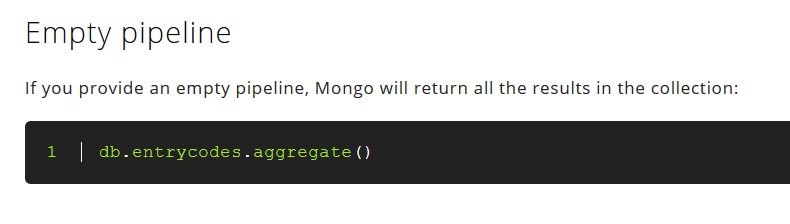 Empty pipeline
If you provide an empty pipeline, Mongo will return all the results in the collection:
1 db.entrycodes.aggregate()